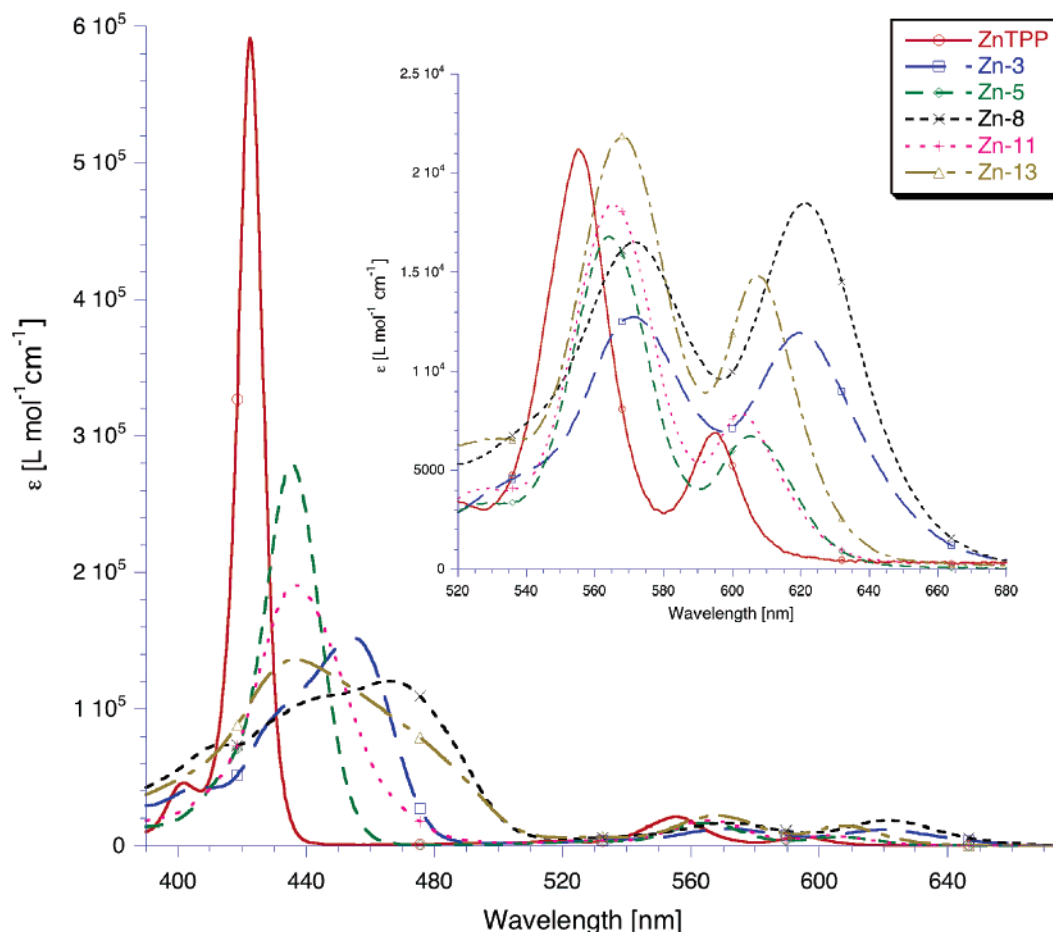 ZnTPP
Zn-3
Zn-5
Zn-8
Zn-11
Zn-13
6 10⁵
5 10⁵
4 10⁵
3 10⁵
2 10⁵
1 10⁵
0
ε [L mol⁻¹cm⁻¹]
400 440 480 520 560 600 640
Wavelength [nm]
2.5 10⁴
2 10⁴
1.5 10⁴
1 10⁴
5000
0
ε [L mol⁻¹ cm⁻¹]
520 540 560 580 600 620 640 660 680
Wavelength [nm]